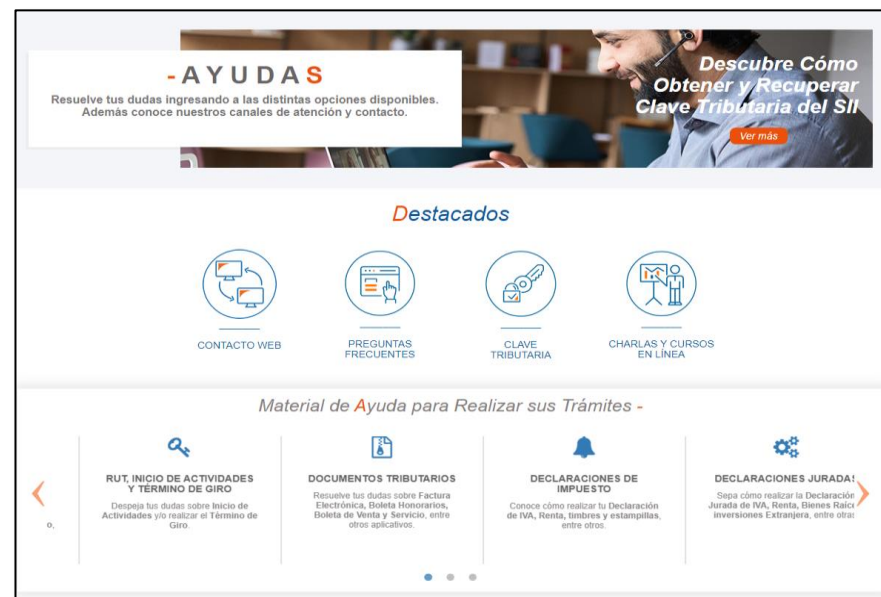 -AYUDAS
Resuelve tus dudas ingresando a las distintas opciones disponibles.
Además conoce nuestros canales de atención y contacto.
Descubre Cómo
Obtener y Recuperar
Clave Tributaria del SII
Ver más
Destacados
CONTACTO WEB
PREGUNTAS
FRECUENTES
CLAVE
TRIBUTARIA
CHARLAS Y CURSOS
EN LÍNEA
Material de Ayuda para Realizar sus Trámites -
o,
RUT, INICIO DE ACTIVIDADES
Y TÉRMINO DE GIRO
Despeja tus dudas sobre Inicio de
Actividades y/o realizar el Término de
Giro.
DOCUMENTOS TRIBUTARIOS
Resuelve tus dudas sobre Factura
Electrónica, Boleta Honorarios,
Boleta de Venta y Servicio, entre
otros aplicativos.
DECLARACIONES DE
IMPUESTO
Conoce cómo realizar tu Declaración
de IVA, Renta, timbres y estampillas,
entre otros.
DECLARACIONES JURADAS
Sepa cómo realizar la Declaración
Jurada de IVA, Renta, Bienes Raíce
inversiones Extranjera, entre otras